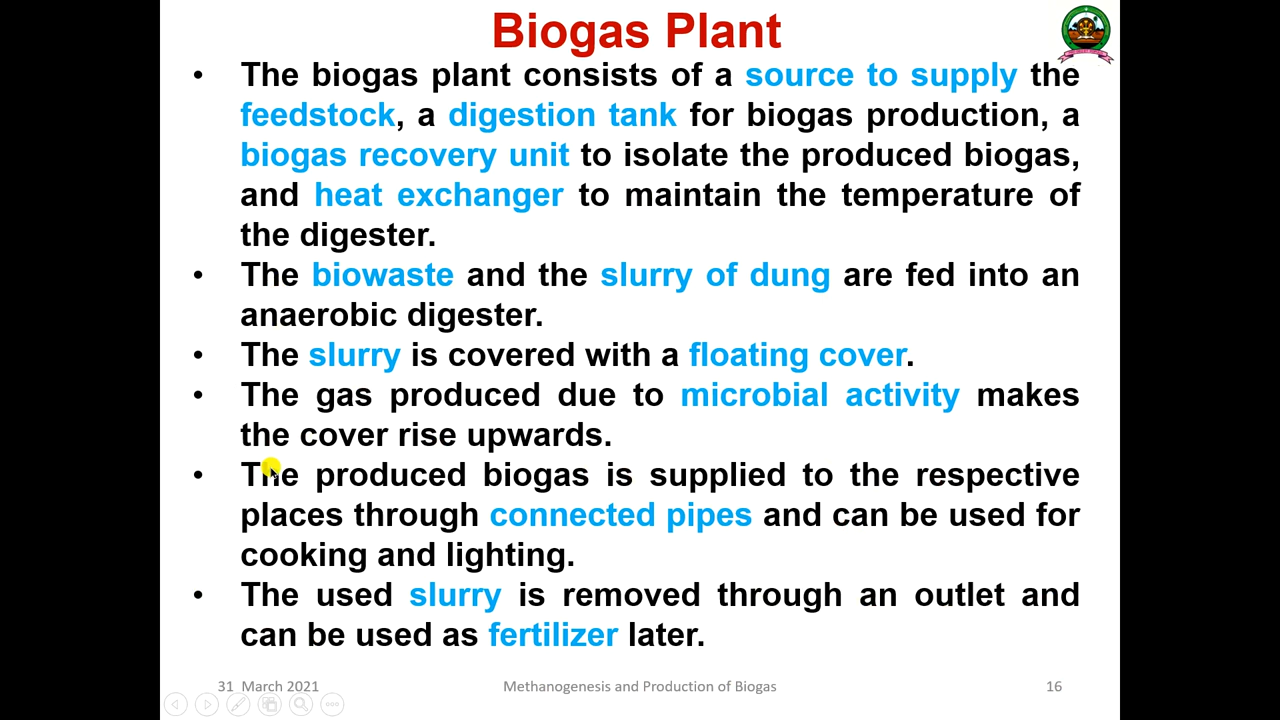 Biogas Plant
• The biogas plant consists of a source to supply the
feedstock, a digestion tank for biogas production, a
biogas recovery unit to isolate the produced biogas,
and heat exchanger to maintain the temperature of
the digester.
• The biowaste and the slurry of dung are fed into an
anaerobic digester.
• The slurry is covered with a floating cover.
• The gas produced due to microbial activity makes
the cover rise upwards.
• The produced biogas is supplied to the respective
places through connected pipes and can be used for
cooking and lighting.
• The used slurry is removed through an outlet and
can be used as fertilizer later.
31 March 2021
Methanogenesis and Production of Biogas
16